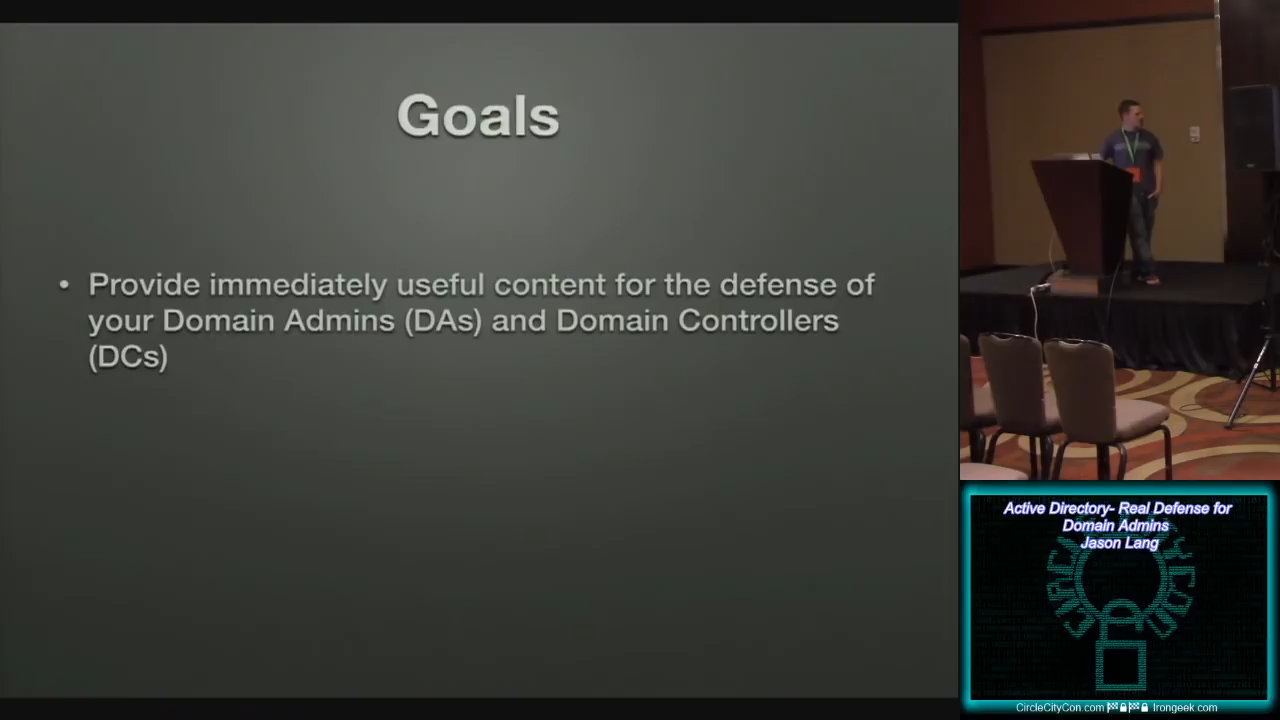 Goals
• Provide immediately useful content for the defense of
your Domain Admins (DAs) and Domain Controllers
(DCs)
Active Directory- Real Defense for
Domain Admins
Jason Lang
CircleCityCon.com Irongeek.com